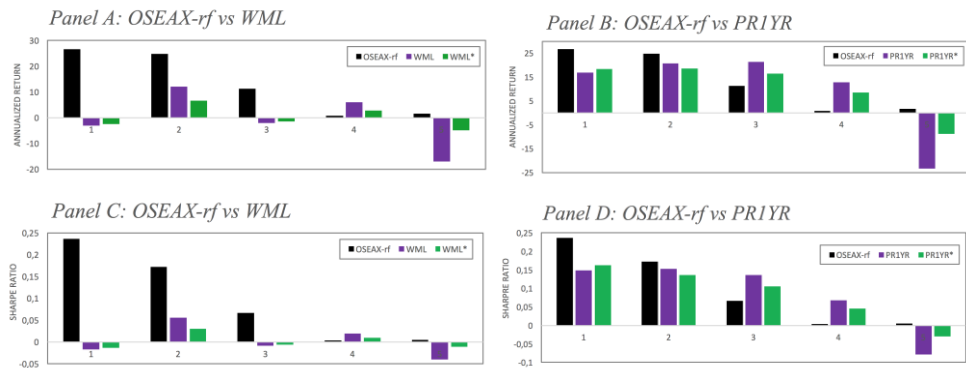 Panel A: OSEAX-rf vs WML
30
20
10
0
-10
-20
ANNUALIZED RETURN
OSEAX-rf WML WML*
1 2 3 4
Panel B: OSEAX-rf vs PR1YR
25
15
5
-5
-15
-25
ANNUALIZED RETURN
OSEAX-rf PR1YR PR1YR*
1 2 3 4
Panel C: OSEAX-rf vs WML
0,25
0,2
0,15
0,1
0,05
0
-0,05
SHARPE RATIO
OSEAX-rf WML WML*
1 2 3 4
Panel D: OSEAX-rf vs PR1YR
0,25
0,2
0,15
0,1
0,05
0
-0,05
-0,1
SHARPRE RATIO
OSEAX-rf PR1YR PR1YR*
1 2 3 4